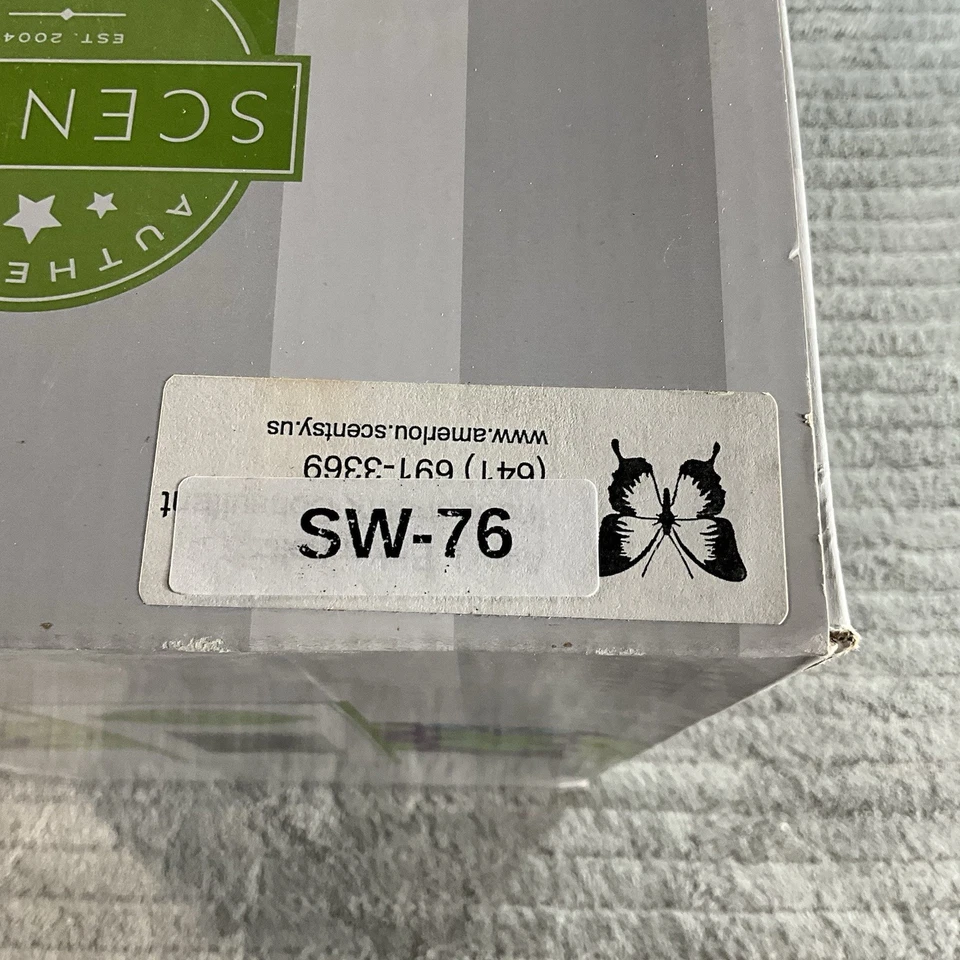 EST. 2004
SCEN
AUTHE
www.amerlou.scentsy.us
(641) 691-3369
SW-76